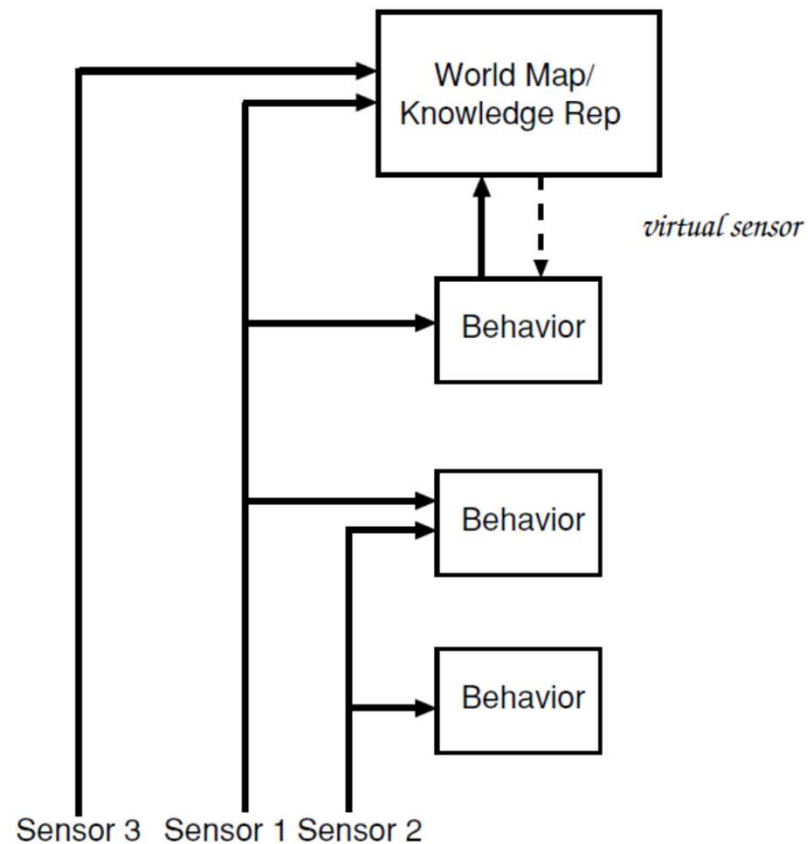 World Map/
Knowledge Rep
virtual sensor
Behavior
Behavior
Behavior
Sensor 3 Sensor 1 Sensor 2